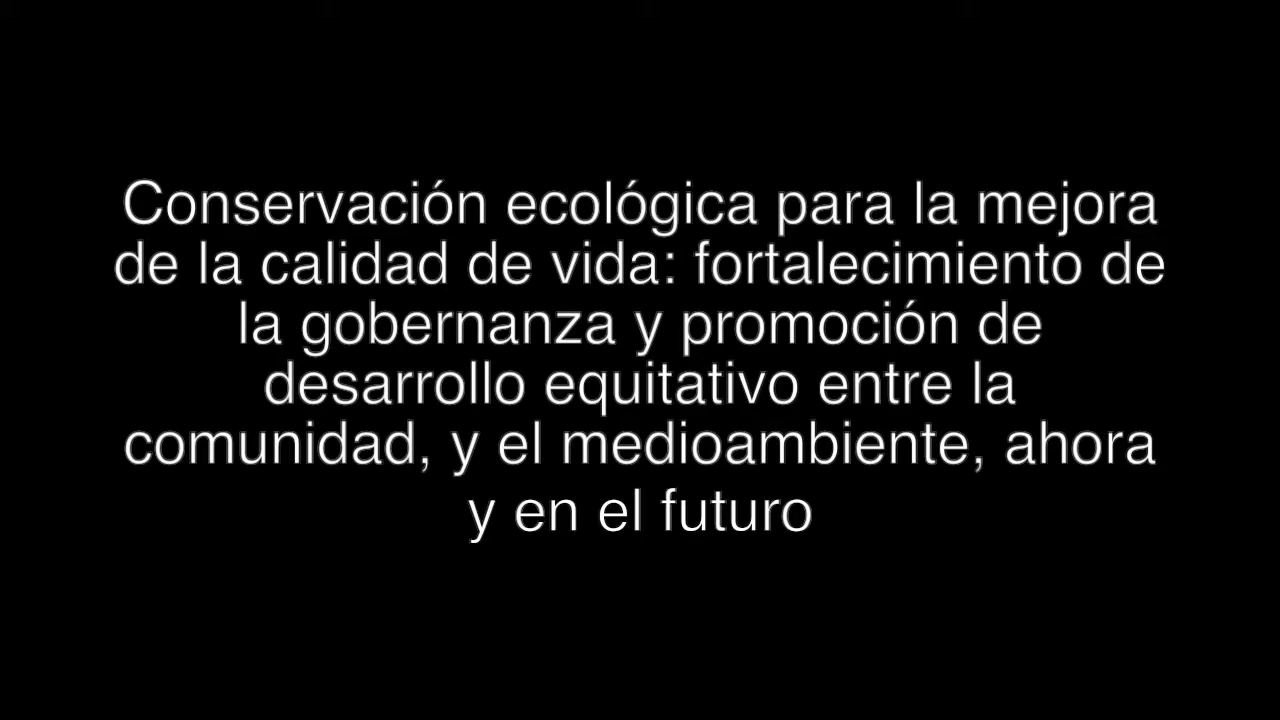 Conservación ecológica para la mejora
de la calidad de vida: fortalecimiento de
la gobernanza y promoción de
desarrollo equitativo entre la
comunidad, y el medioambiente, ahora
y en el futuro